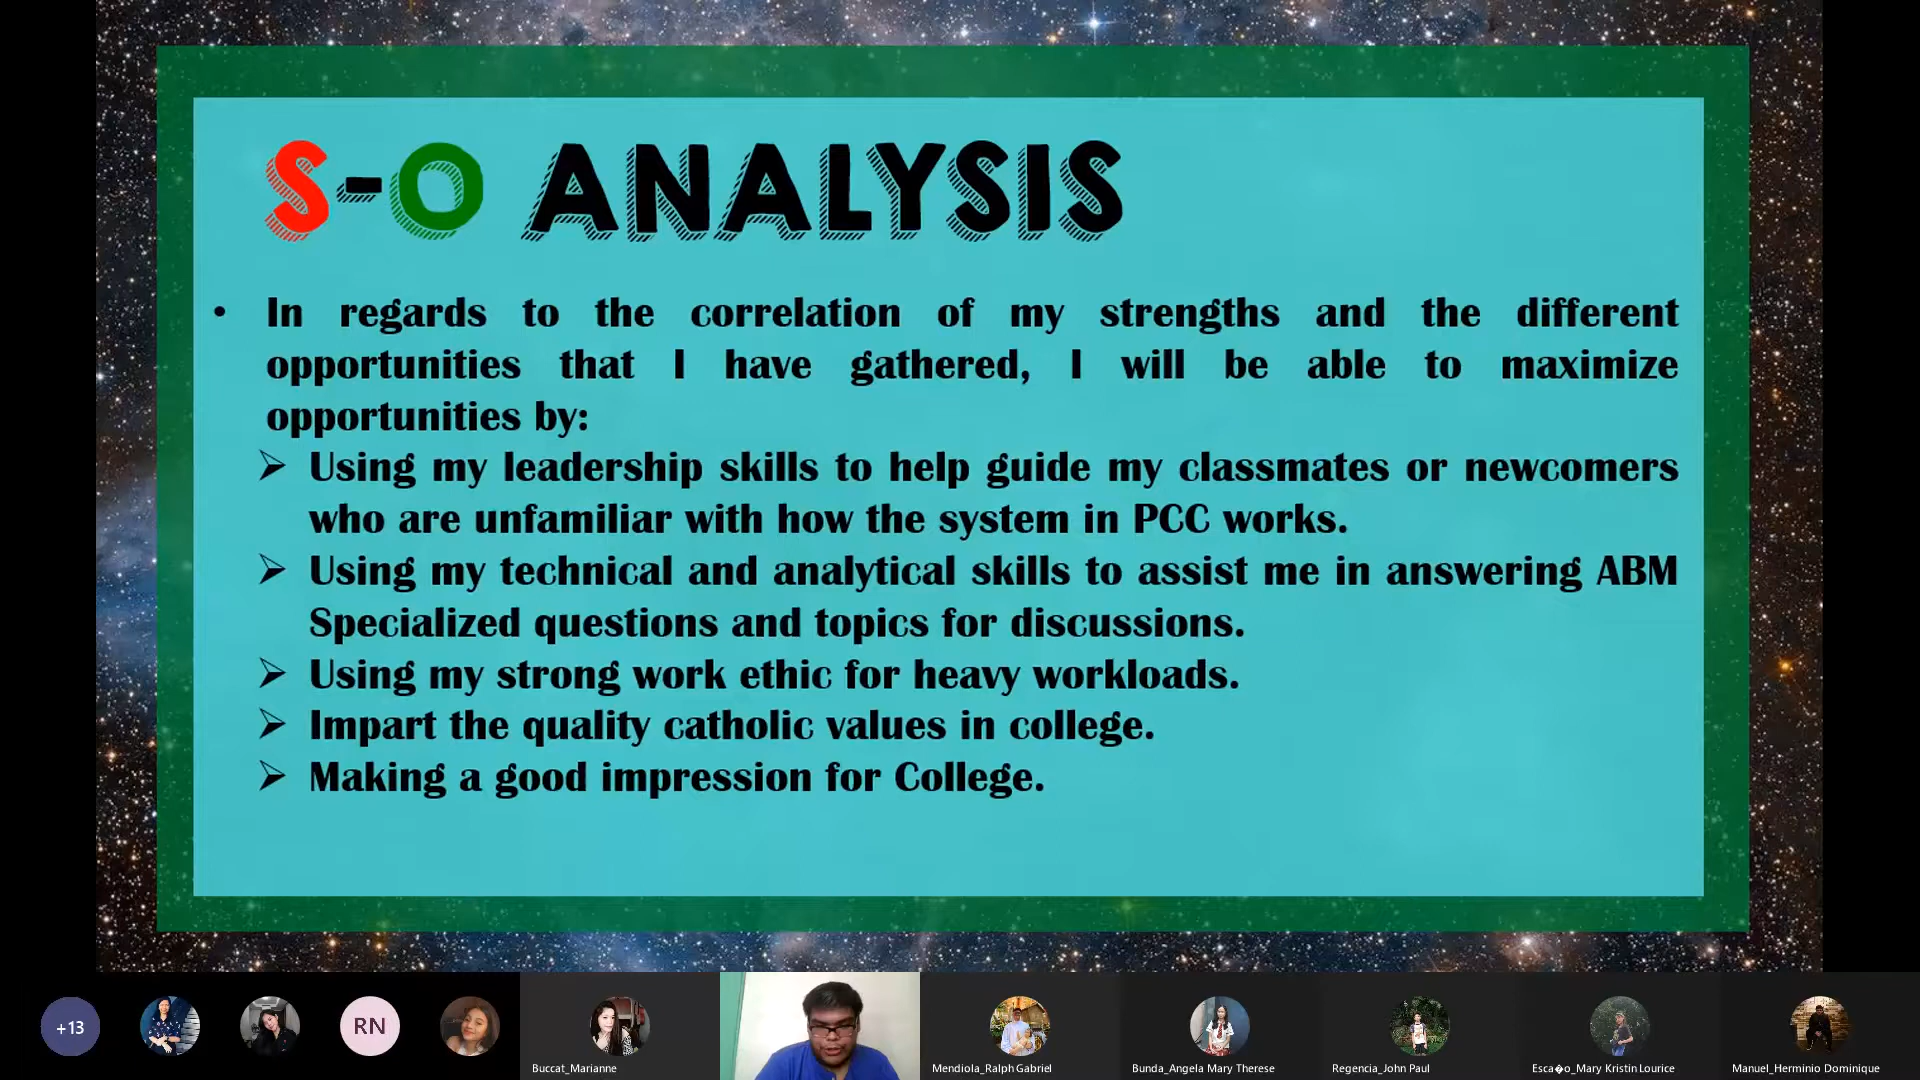 S-O ANALYSIS
• In regards to the correlation of my strengths and the different
opportunities that I have gathered, I will be able to maximize
opportunities by:
➢ Using my leadership skills to help guide my classmates or newcomers
who are unfamiliar with how the system in PCC works.
➢ Using my technical and analytical skills to assist me in answering ABM
Specialized questions and topics for discussions.
➢ Using my strong work ethic for heavy workloads.
➢ Impart the quality catholic values in college.
➢ Making a good impression for College.
+13
RN
Buccat_Marianne
Mendiola_Ralph Gabriel
Bunda_Angela Mary Therese
Regencia_John Paul
Esca�o_Mary Kristin Lourice
Manuel_Herminio Dominique